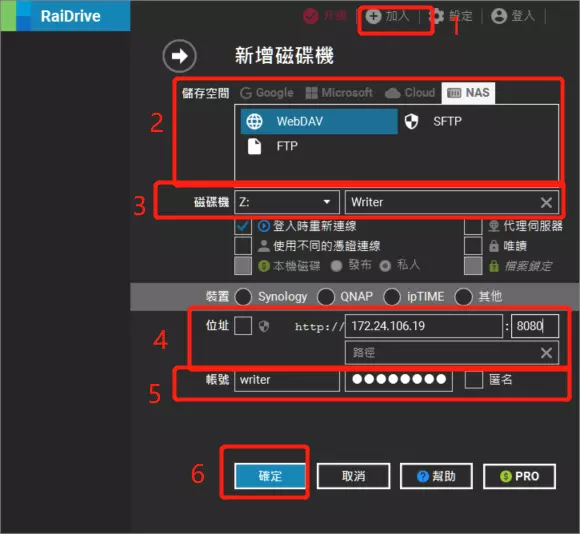 RaiDrive
升級 加入 1 設定 登入
新增磁碟機
儲存空間 Google Microsoft Cloud NAS
2 WebDAV SFTP
FTP
3 磁碟機 Z: Writer
登入時重新連線 代理伺服器
使用不同的憑證連線 唯讀
本機磁碟 發布 私人 檔案鎖定
裝置 Synology QNAP ipTIME 其他
4 位址 http:// 172.24.106.19 : 8080
路徑
5 帳號 writer ●●●●●●●● 匿名
6 確定 取消 幫助 PRO